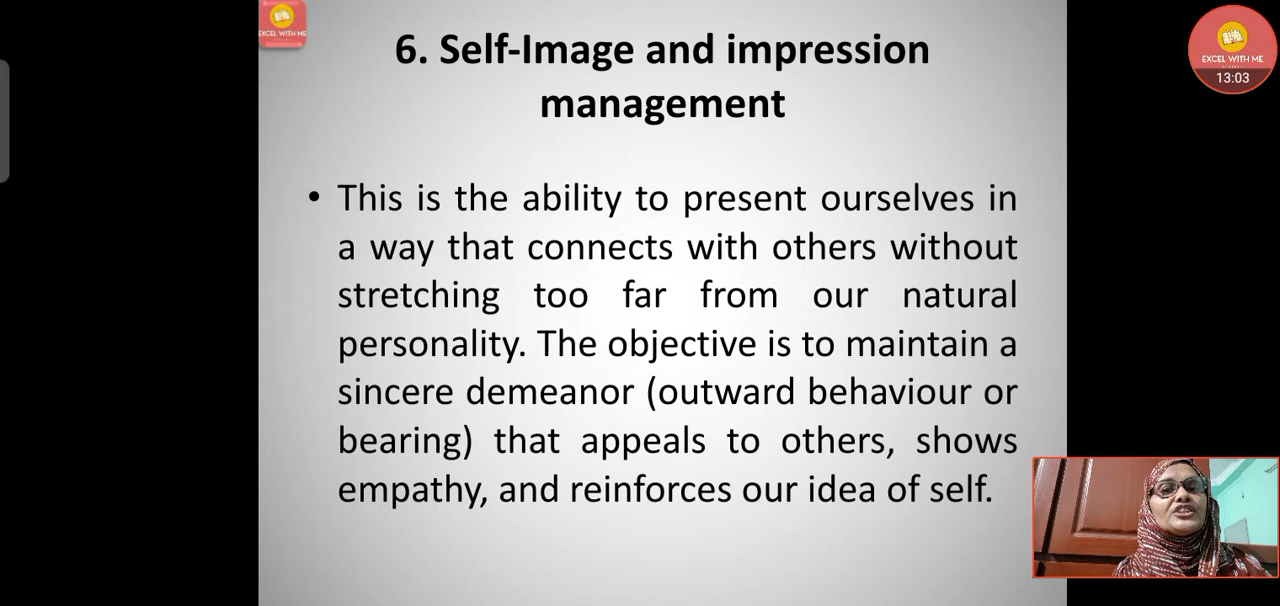 EXCEL WITH ME
6. Self-Image and impression
management
• This is the ability to present ourselves in
a way that connects with others without
stretching too far from our natural
personality. The objective is to maintain a
sincere demeanor (outward behaviour or
bearing) that appeals to others, shows
empathy, and reinforces our idea of self.
EXCEL WITH ME
13:03